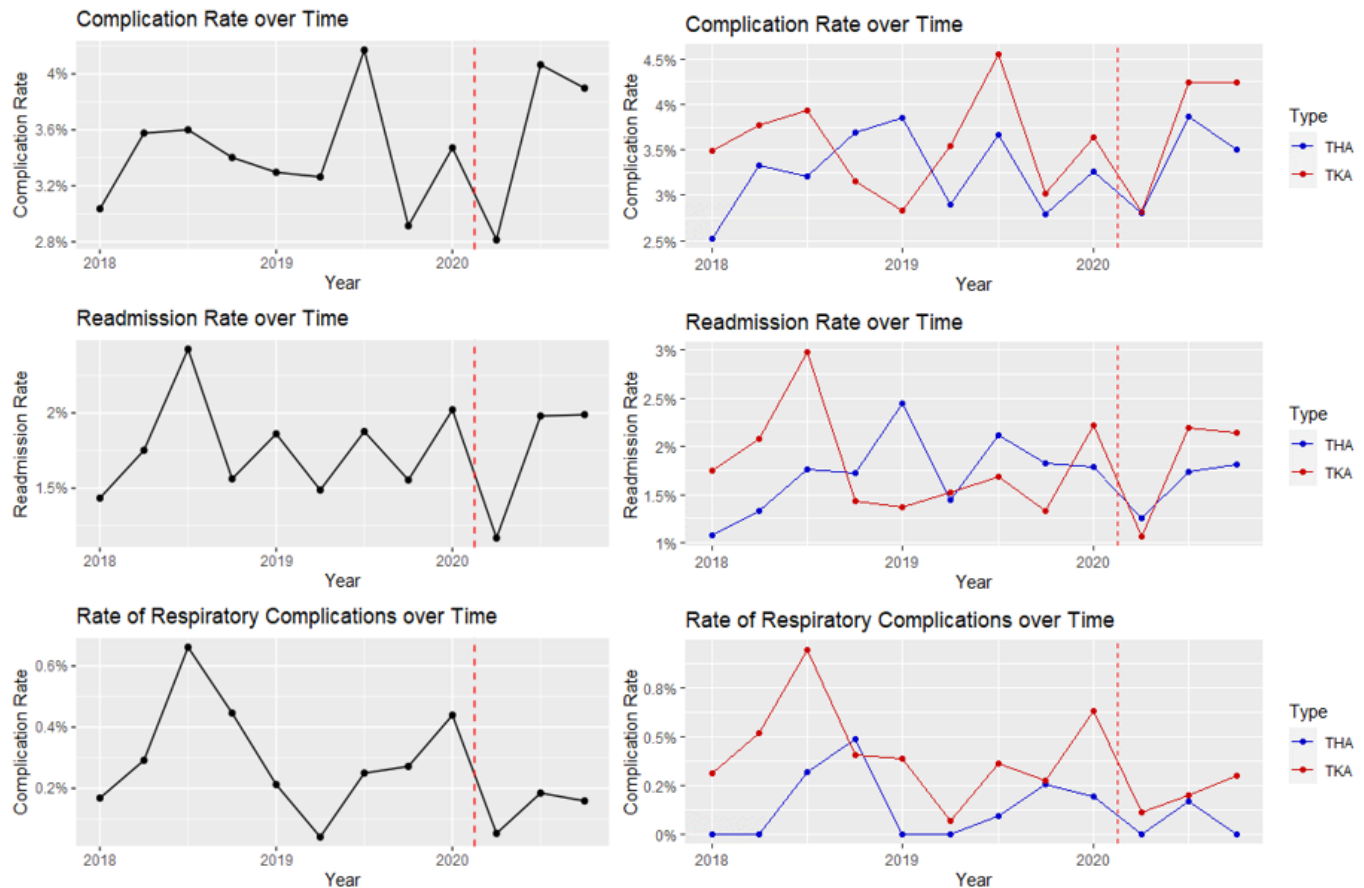 Complication Rate over Time
Complication Rate
4%
3.6%
3.2%
2.8%
2018
2019
2020
Year
Complication Rate over Time
Complication Rate
4.5%
4%
3.5%
3%
2.5%
2018
2019
2020
Year
Type
THA
TKA
Readmission Rate over Time
Readmission Rate
2%
1.5%
2018
2019
2020
Year
Readmission Rate over Time
Readmission Rate
3%
2.5%
2%
1.5%
1%
2018
2019
2020
Year
Type
THA
TKA
Rate of Respiratory Complications over Time
Complication Rate
0.6%
0.4%
0.2%
2018
2019
2020
Year
Rate of Respiratory Complications over Time
Complication Rate
0.8%
0.5%
0.2%
0%
2018
2019
2020
Year
Type
THA
TKA